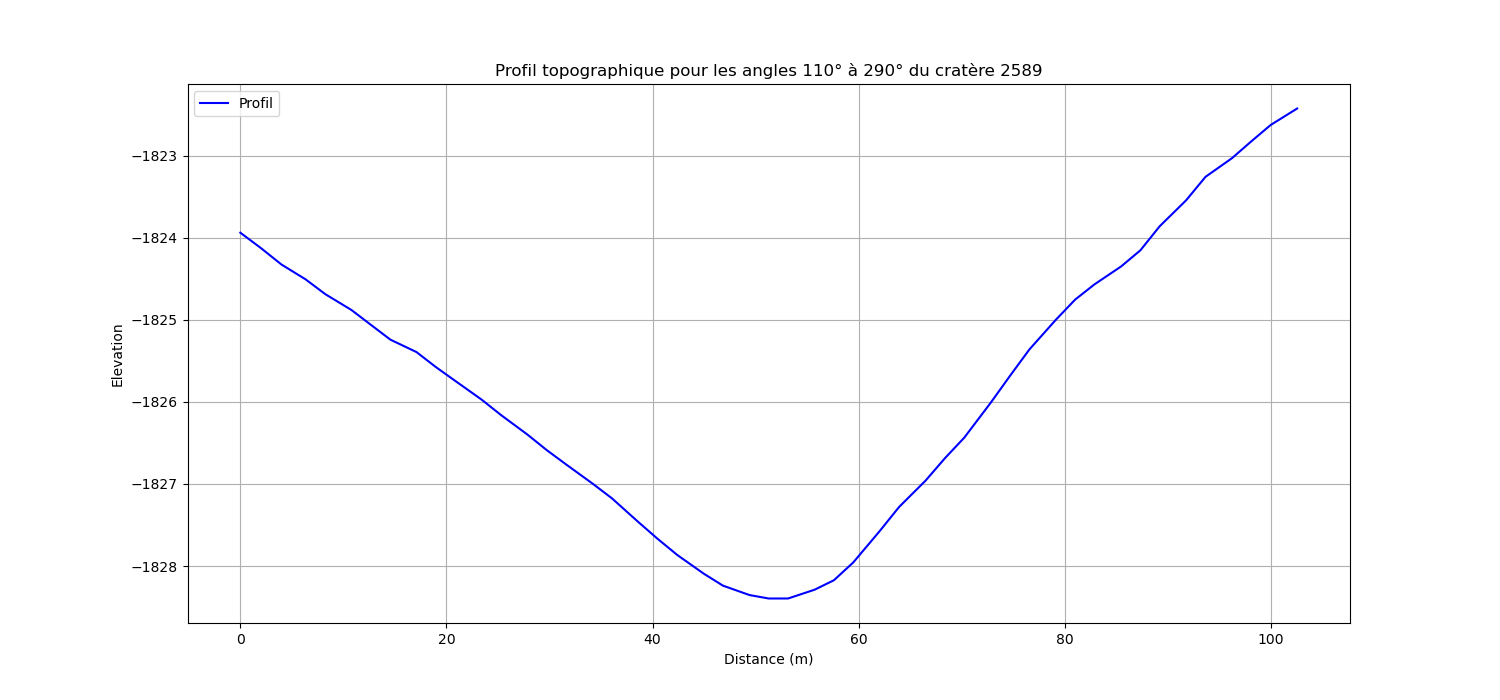 Profil topographique pour les angles 110° à 290° du cratère 2589
Profil
−1823
−1824
−1825
−1826
−1827
−1828
Elevation
0 20 40 60 80 100
Distance (m)